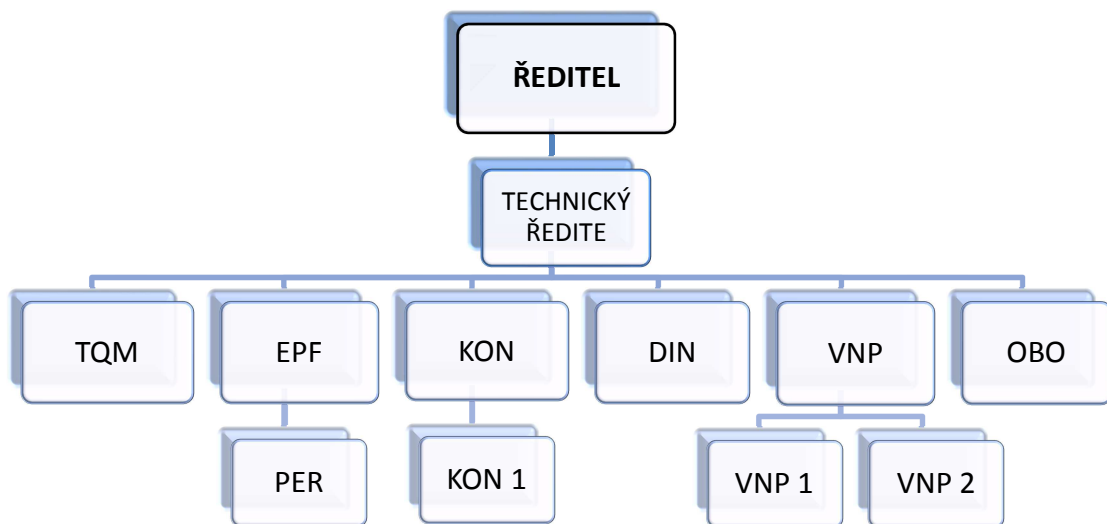 ŘEDITEL
TECHNICKÝ
ŘEDITE
TQM
EPF
KON
DIN
VNP
OBO
PER
KON 1
VNP 1
VNP 2